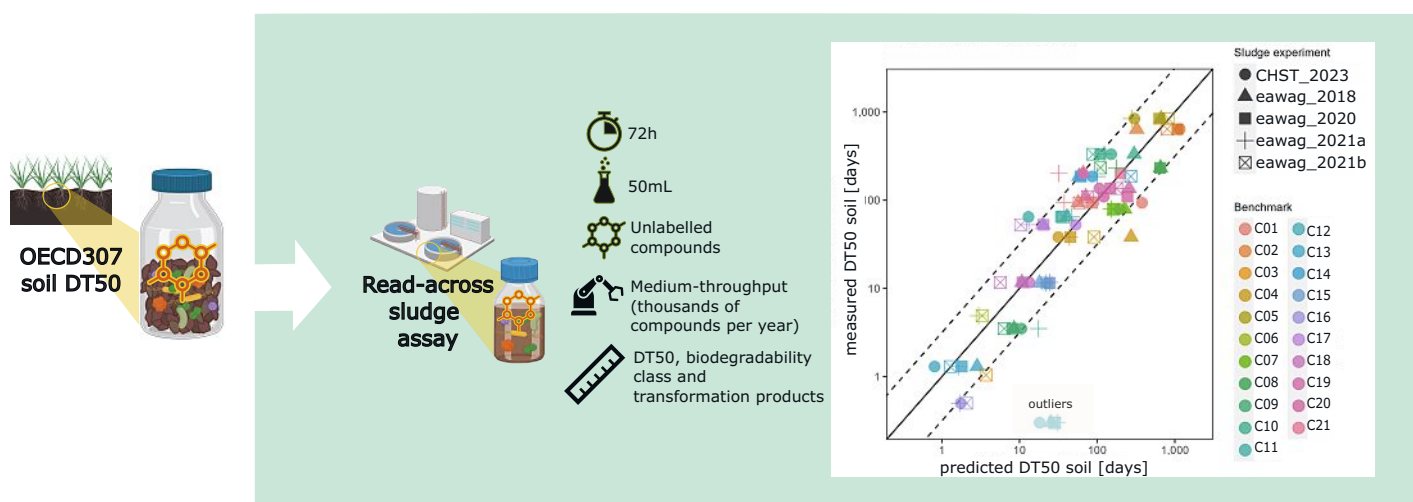 OECD307
soil DT50
Read-across
sludge
assay
72h
50mL
Unlabelled
compounds
Medium-throughput
(thousands of
compounds per year)
DT50, biodegradability
class and
transformation products
measured DT50 soil [days]
1,000
100
10
1
outliers
1
10
100
1,000
predicted DT50 soil [days]
Sludge experiment
CHST_2023
eawag_2018
eawag_2020
eawag_2021a
eawag_2021b
Benchmark
C01
C02
C03
C04
C05
C06
C07
C08
C09
C10
C11
C12
C13
C14
C15
C16
C17
C18
C19
C20
C21